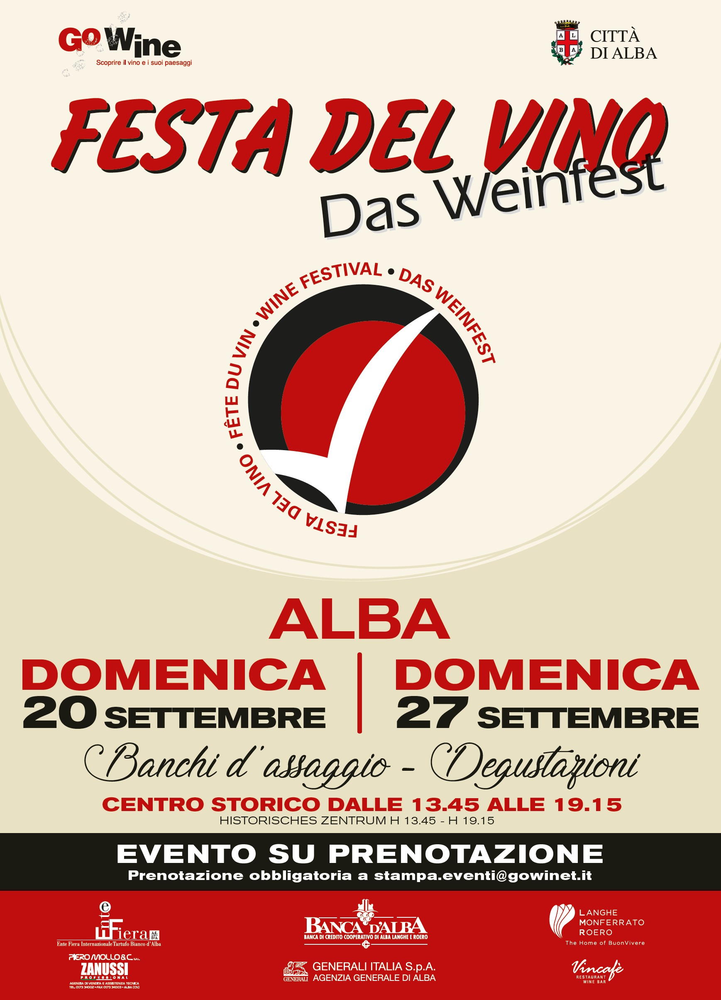 Go Wine
Scoprire il vino e i suoi paesaggi
A L
B A
CITTÀ
DI ALBA
FESTA DEL VINO
Das Weinfest
FESTA DEL VINO • FÊTE DU VIN • WINE FESTIVAL • DAS WEINFEST
ALBA
DOMENICA
20 SETTEMBRE
DOMENICA
27 SETTEMBRE
Banchi d'assaggio - Degustazioni
CENTRO STORICO DALLE 13.45 ALLE 19.15
HISTORISCHES ZENTRUM H 13.45 - H 19.15
EVENTO SU PRENOTAZIONE
Prenotazione obbligatoria a stampa.eventi@gowinet.it
Ente Fiera
ALBA
Ente Fiera Internazionale Tartufo Bianco d'Alba
PIERO MOLLO & C. S.R.L.
ZANUSSI
PROFESSIONAL
AGENZIA DI VENDITA E ASSISTENZA TECNICA
TEL. 0173 34002 - FAX 0173 34003 - ALBA (CN)
BANCA D'ALBA
BANCA DI CREDITO COOPERATIVO DI ALBA LANGHE E ROERO
GENERALI
GENERALI ITALIA S.p.A.
AGENZIA GENERALE DI ALBA
LANGHE
MONFERRATO
ROERO
The Home of BuonVivere
Vincafè
RESTAURANT
WINE BAR